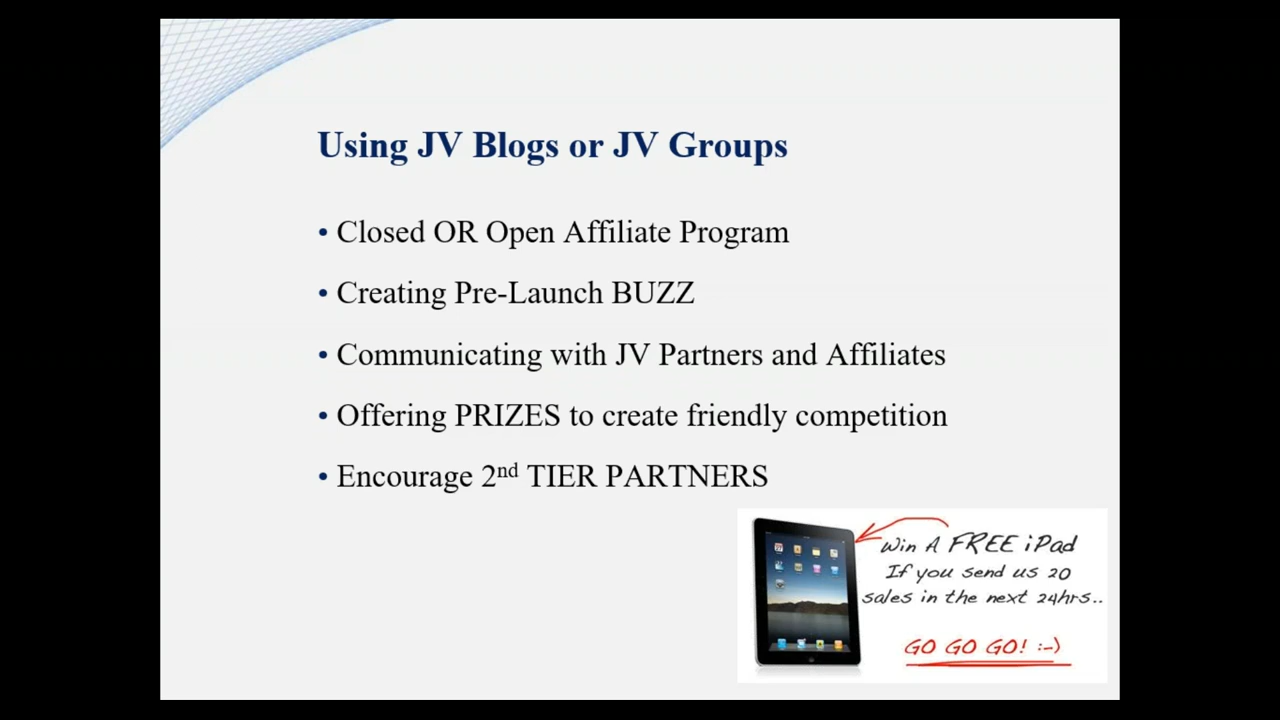 Using JV Blogs or JV Groups
• Closed OR Open Affiliate Program
• Creating Pre-Launch BUZZ
• Communicating with JV Partners and Affiliates
• Offering PRIZES to create friendly competition
• Encourage 2nd TIER PARTNERS
Win A FREE iPad
If you send us 20
sales in the next 24hrs..
GO GO GO! :-)